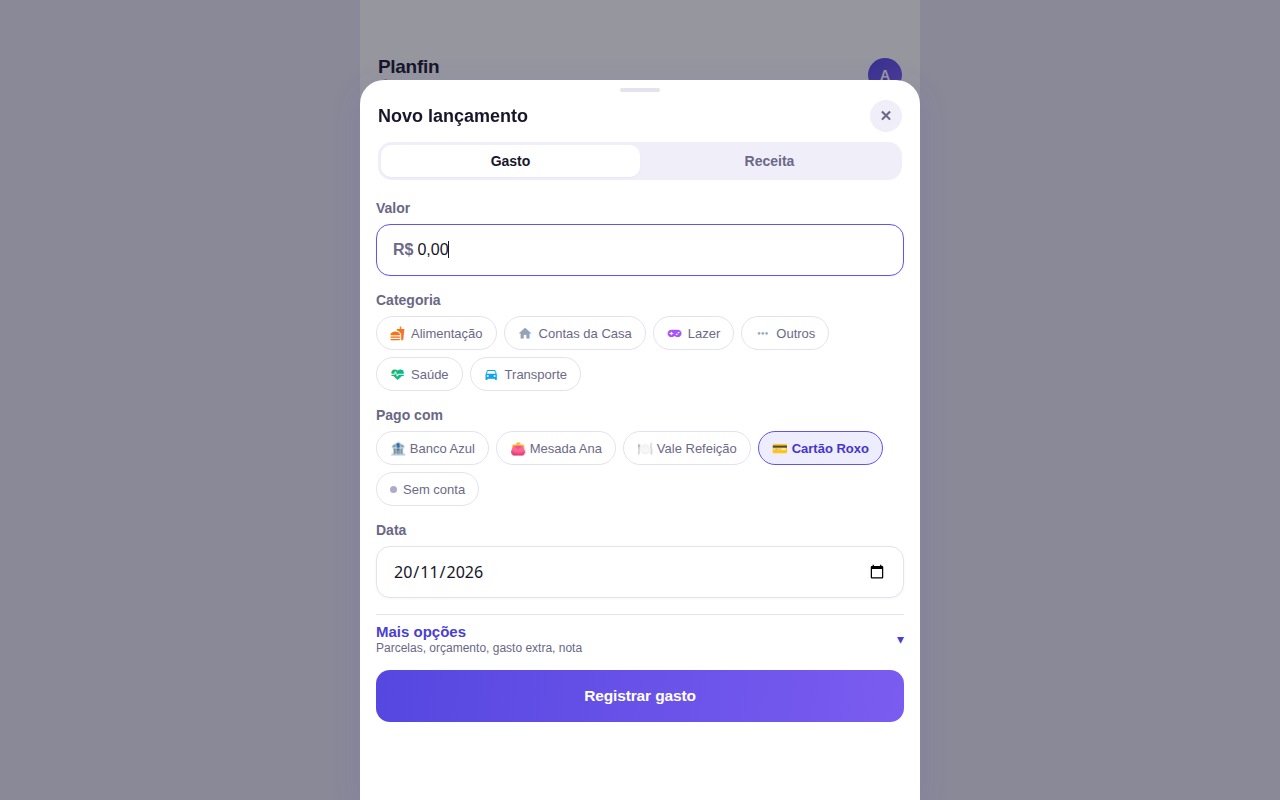 Planfin
A
Novo lançamento
✕
Gasto Receita
Valor
R$ 0,00
Categoria
Alimentação Contas da Casa Lazer Outros
Saúde Transporte
Pago com
Banco Azul Mesada Ana Vale Refeição Cartão Roxo
Sem conta
Data
20/11/2026
Mais opções
Parcelas, orçamento, gasto extra, nota
Registrar gasto